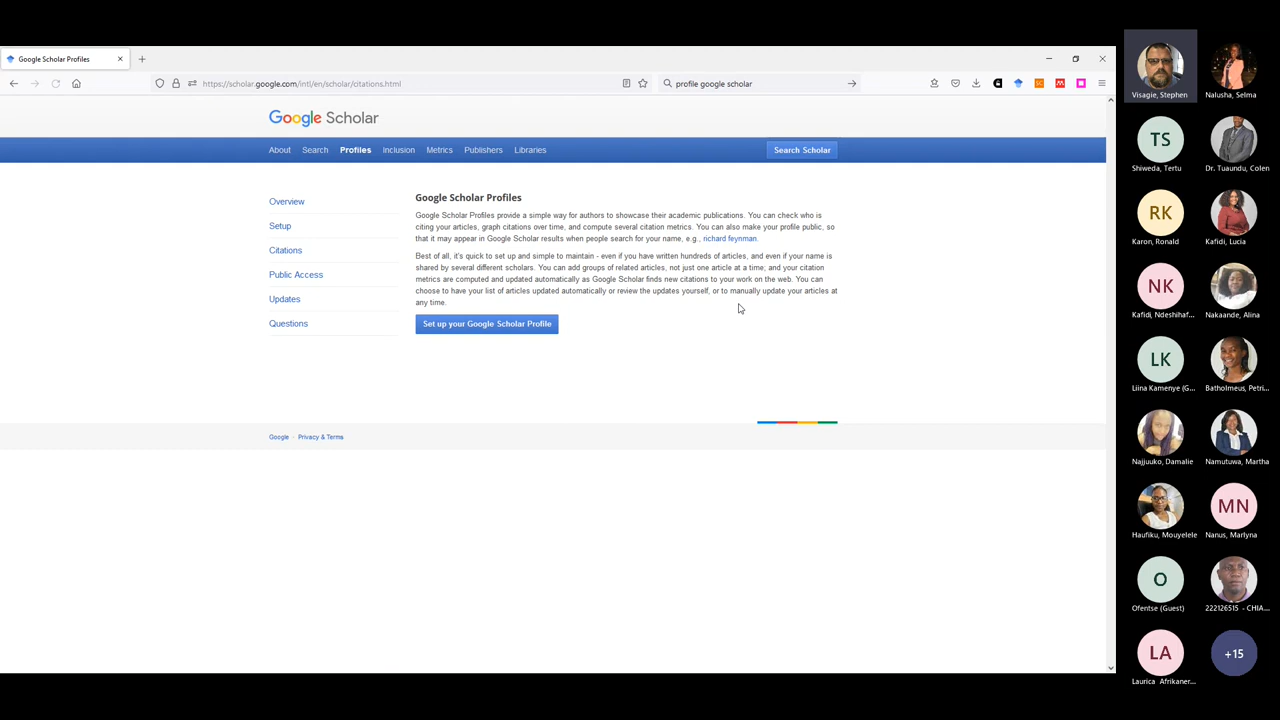 Google Scholar Profiles
https://scholar.google.com/intl/en/scholar/citations.html
profile google scholar
Google Scholar
About Search Profiles Inclusion Metrics Publishers Libraries
Search Scholar
Overview
Setup
Citations
Public Access
Updates
Questions
Google Scholar Profiles
Google Scholar Profiles provide a simple way for authors to showcase their academic publications. You can check who is
citing your articles, graph citations over time, and compute several citation metrics. You can also make your profile public, so
that it may appear in Google Scholar results when people search for your name, e.g., richard feynman.
Best of all, it's quick to set up and simple to maintain - even if you have written hundreds of articles, and even if your name is
shared by several different scholars. You can add groups of related articles, not just one article at a time; and your citation
metrics are computed and updated automatically as Google Scholar finds new citations to your work on the web. You can
choose to have your list of articles updated automatically or review the updates yourself, or to manually update your articles at
any time.
Set up your Google Scholar Profile
Google · Privacy & Terms
Visagie, Stephen
Nalusha, Selma
TS
Shiweda, Tertu
Dr. Tuaundu, Colen
RK
Karon, Ronald
Kafidi, Lucia
NK
Kafidi, Ndeshihaf...
Nakaande, Alina
LK
Liina Kamenye (G...
Batholmeus, Petri...
Najjuuko, Damalie
Namutuwa, Martha
Haufiku, Mouyelele
MN
Nanus, Marlyna
O
Ofentse (Guest)
222126515 - CHIA...
LA
Laurica Afrikaner...
+15